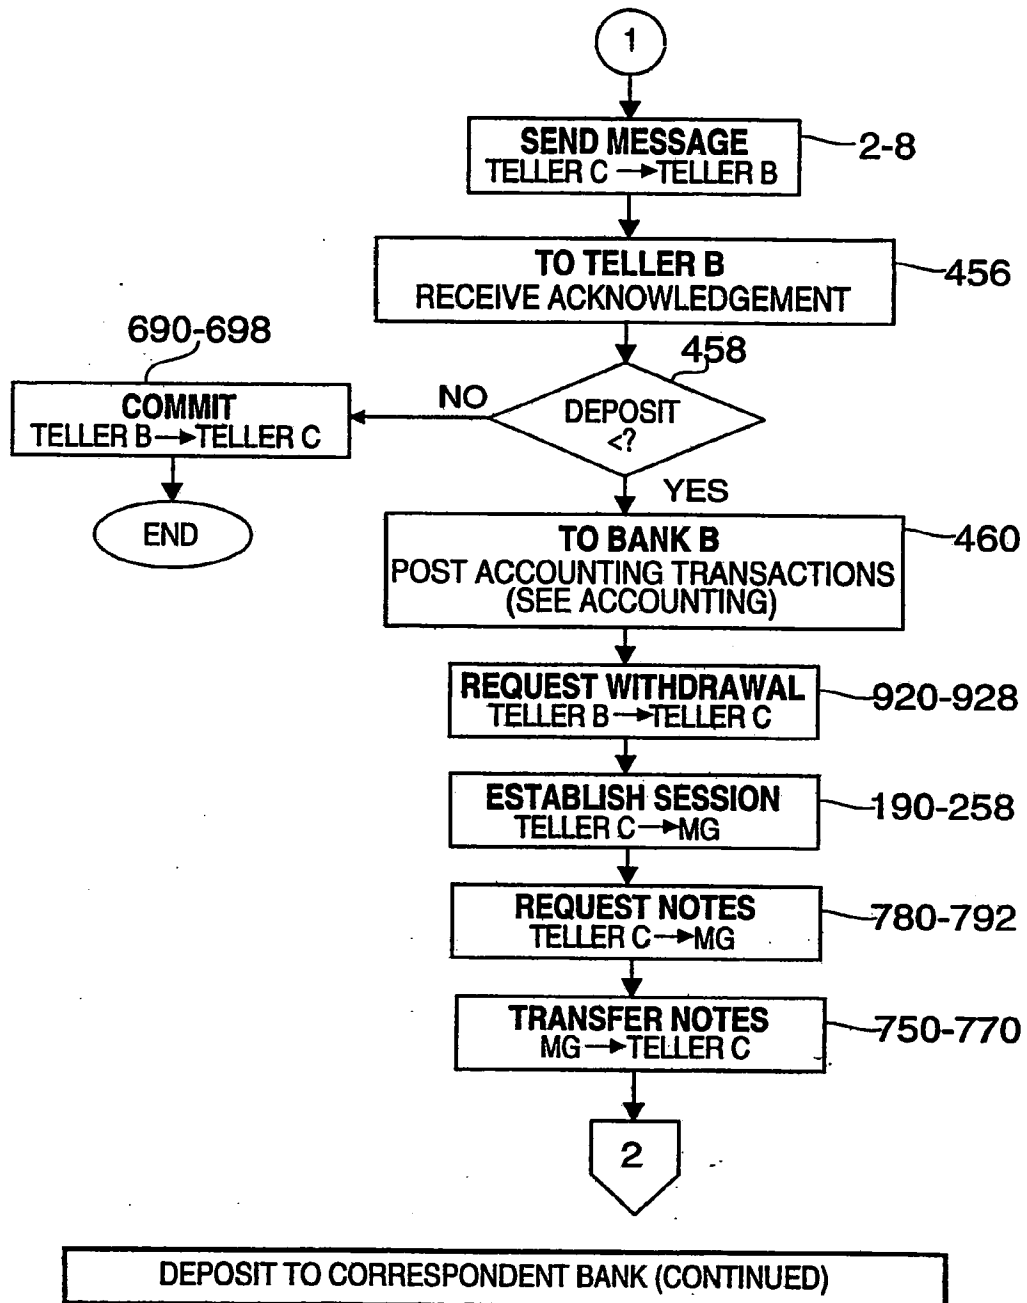 1
SEND MESSAGE
TELLER C → TELLER B
2-8
TO TELLER B
RECEIVE ACKNOWLEDGEMENT
456
690-698
458
COMMIT
TELLER B → TELLER C
NO
DEPOSIT
<?
YES
END
TO BANK B
POST ACCOUNTING TRANSACTIONS
(SEE ACCOUNTING)
460
REQUEST WITHDRAWAL
TELLER B → TELLER C
920-928
ESTABLISH SESSION
TELLER C → MG
190-258
REQUEST NOTES
TELLER C → MG
780-792
TRANSFER NOTES
MG → TELLER C
750-770
2
DEPOSIT TO CORRESPONDENT BANK (CONTINUED)